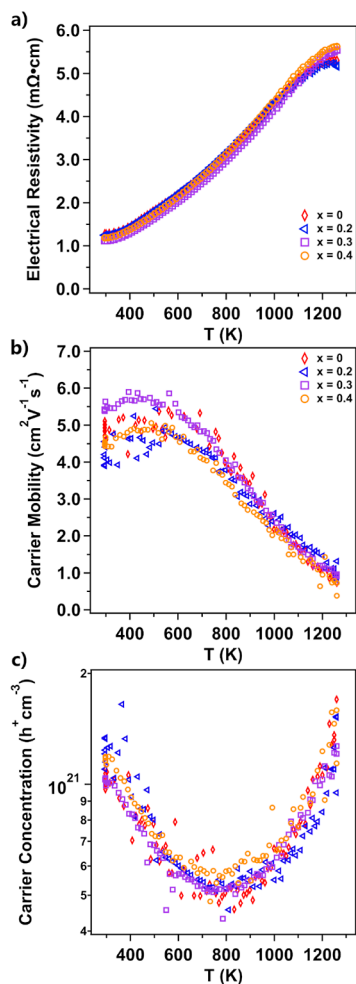 a)
Electrical Resistivity (mΩ•cm)
6.0
5.0
4.0
3.0
2.0
1.0
0.0
x = 0
x = 0.2
x = 0.3
x = 0.4
400 600 800 1000 1200
T (K)
b)
Carrier Mobility (cm²V⁻¹s⁻¹)
7.0
6.0
5.0
4.0
3.0
2.0
1.0
0.0
x = 0
x = 0.2
x = 0.3
x = 0.4
400 600 800 1000 1200
T (K)
c)
Carrier Concentration (h⁺cm⁻³)
2
10²¹
9
8
7
6
5
4
400 600 800 1000 1200
T (K)